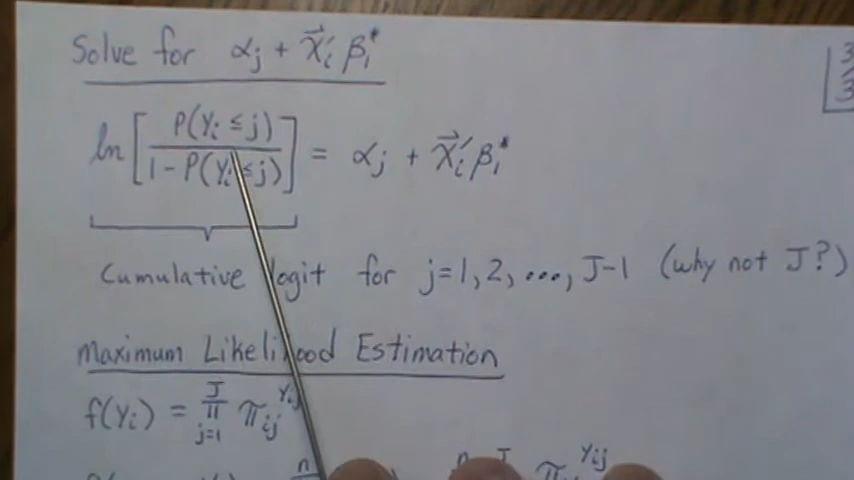 Solve for αj + x⃗i′ β1*
ln [ P(Yi ≤ j) / 1 - P(Yi ≤ j) ] = αj + x⃗i′ β1*
Cumulative logit for j=1, 2, ..., J-1 (why not J?)
Maximum Likelihood Estimation
f(Yi) = ∏ j=1 J πij Yij